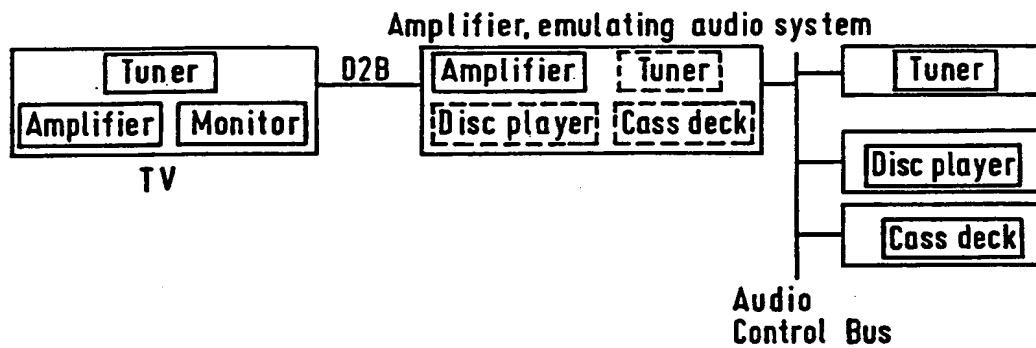 Amplifier, emulating audio system
Tuner
D2B
Amplifier
Tuner
Tuner
Amplifier
Monitor
Disc player
Cass deck
TV
Disc player
Cass deck
Audio
Control Bus